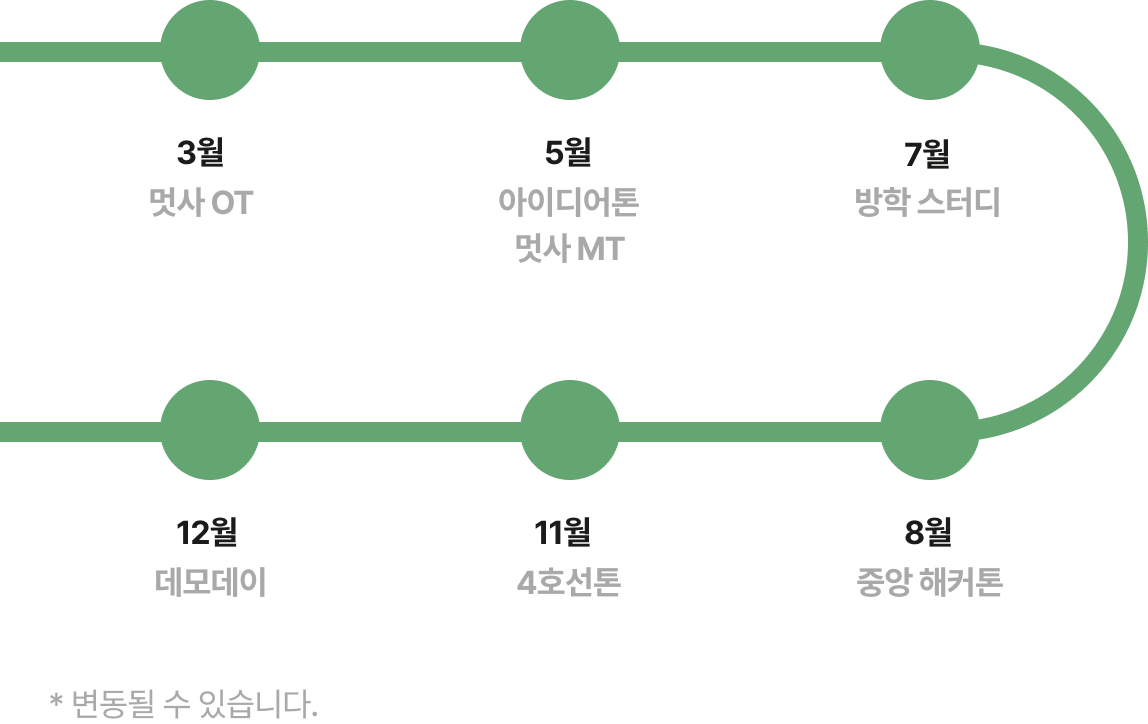 3월
멋사 OT
5월
아이디어톤
멋사 MT
7월
방학 스터디
12월
데모데이
11월
4호선톤
8월
중앙 해커톤
* 변동될 수 있습니다.